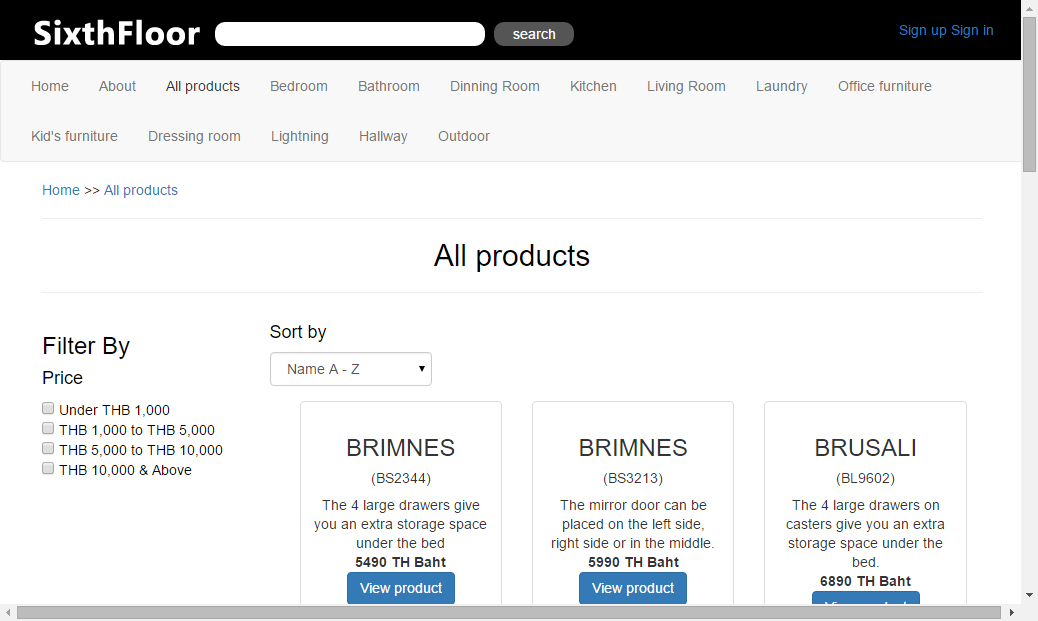 SixthFloor
search
Sign up Sign in
Home About All products Bedroom Bathroom Dinning Room Kitchen Living Room Laundry Office furniture
Kid's furniture Dressing room Lightning Hallway Outdoor
Home >> All products
All products
Filter By
Price
Under THB 1,000
THB 1,000 to THB 5,000
THB 5,000 to THB 10,000
THB 10,000 & Above
Sort by
Name A - Z
BRIMNES
(BS2344)
The 4 large drawers give
you an extra storage space
under the bed
5490 TH Baht
View product
BRIMNES
(BS3213)
The mirror door can be
placed on the left side,
right side or in the middle.
5990 TH Baht
View product
BRUSALI
(BL9602)
The 4 large drawers on
casters give you an extra
storage space under the
bed.
6890 TH Baht
View product